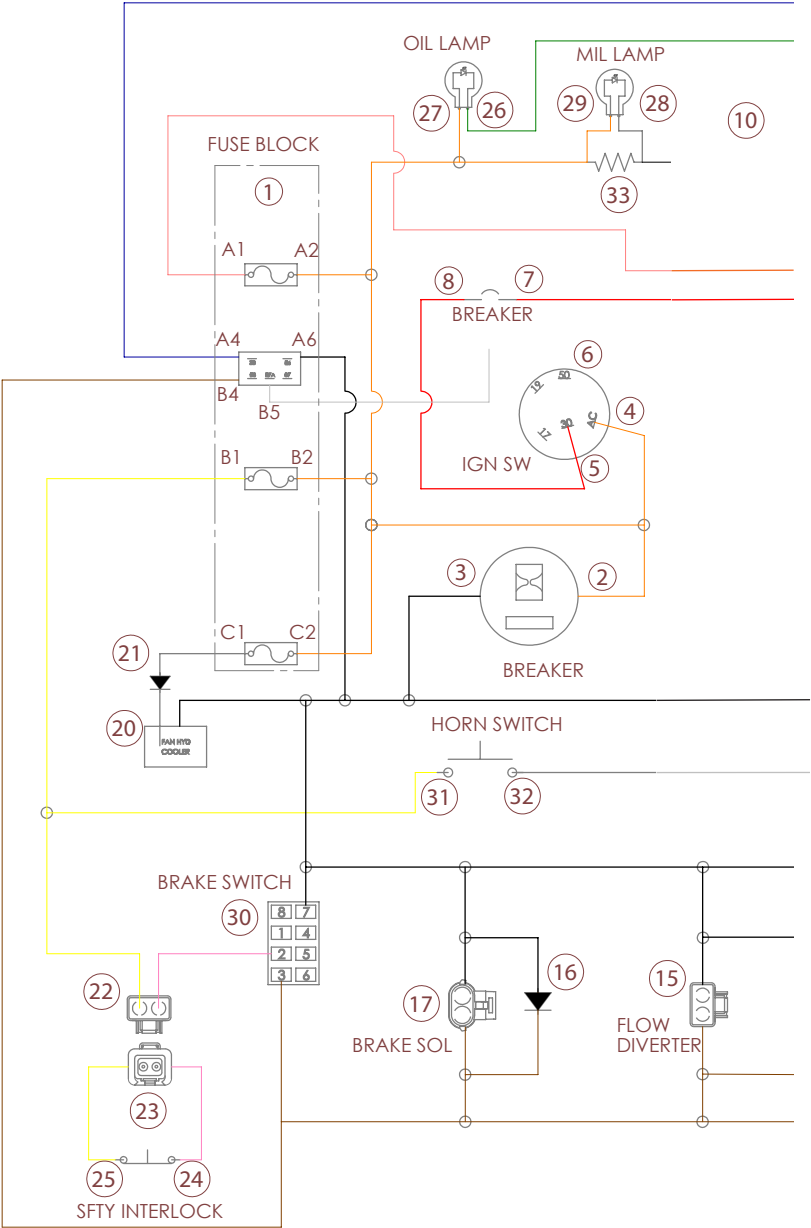 OIL LAMP
MIL LAMP
27
26
29
28
10
33
FUSE BLOCK
1
A1
A2
8
7
BREAKER
A4
A6
B4
B5
6
50
19
30
AC
17
4
IGN SW
5
B1
B2
3
2
BREAKER
C1
C2
21
20
FAN HYD
COOLER
HORN SWITCH
31
32
BRAKE SWITCH
30
8 7
1 4
2 5
3 6
22
17
16
15
BRAKE SOL
FLOW
DIVERTER
23
25
24
SFTY INTERLOCK